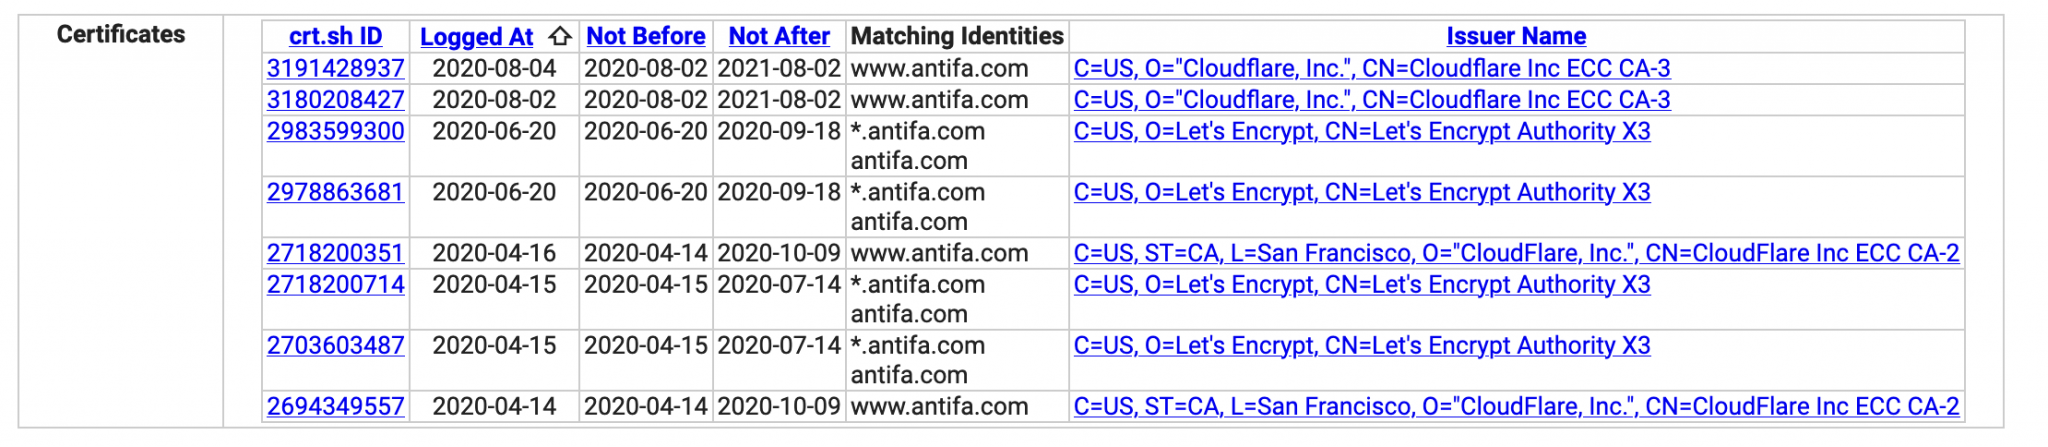 Certificates
crt.sh ID Logged At ⇧ Not Before Not After Matching Identities Issuer Name
3191428937 2020-08-04 2020-08-02 2021-08-02 www.antifa.com C=US, O="Cloudflare, Inc.", CN=Cloudflare Inc ECC CA-3
3180208427 2020-08-02 2020-08-02 2021-08-02 www.antifa.com C=US, O="Cloudflare, Inc.", CN=Cloudflare Inc ECC CA-3
2983599300 2020-06-20 2020-06-20 2020-09-18 *.antifa.com C=US, O=Let's Encrypt, CN=Let's Encrypt Authority X3
antifa.com
2978863681 2020-06-20 2020-06-20 2020-09-18 *.antifa.com C=US, O=Let's Encrypt, CN=Let's Encrypt Authority X3
antifa.com
2718200351 2020-04-16 2020-04-14 2020-10-09 www.antifa.com C=US, ST=CA, L=San Francisco, O="CloudFlare, Inc.", CN=CloudFlare Inc ECC CA-2
2718200714 2020-04-15 2020-04-15 2020-07-14 *.antifa.com C=US, O=Let's Encrypt, CN=Let's Encrypt Authority X3
antifa.com
2703603487 2020-04-15 2020-04-15 2020-07-14 *.antifa.com C=US, O=Let's Encrypt, CN=Let's Encrypt Authority X3
antifa.com
2694349557 2020-04-14 2020-04-14 2020-10-09 www.antifa.com C=US, ST=CA, L=San Francisco, O="CloudFlare, Inc.", CN=CloudFlare Inc ECC CA-2